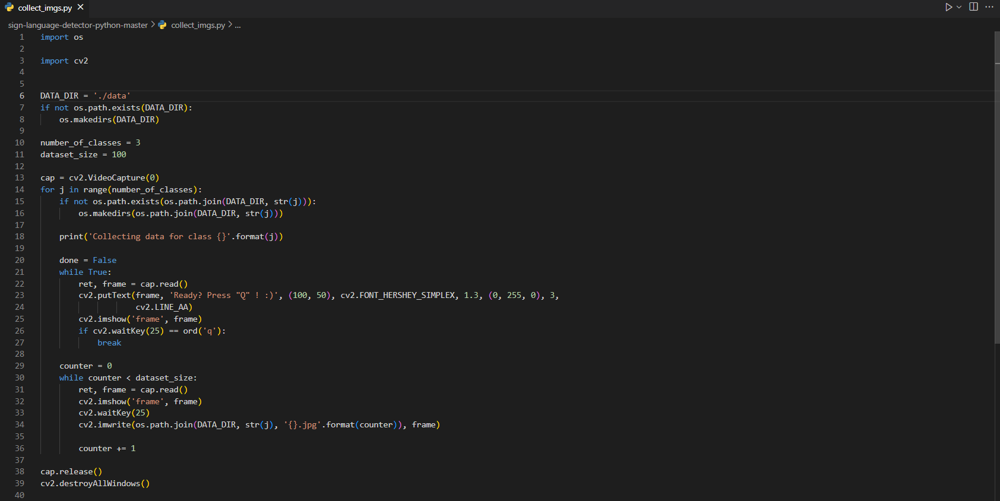 collect_imgs.py
sign-language-detector-python-master > collect_imgs.py > ...
1 import os
2
3 import cv2
4
5
6 DATA_DIR = './data'
7 if not os.path.exists(DATA_DIR):
8     os.makedirs(DATA_DIR)
9
10 number_of_classes = 3
11 dataset_size = 100
12
13 cap = cv2.VideoCapture(0)
14 for j in range(number_of_classes):
15     if not os.path.exists(os.path.join(DATA_DIR, str(j))):
16         os.makedirs(os.path.join(DATA_DIR, str(j)))
17
18     print('Collecting data for class {}'.format(j))
19
20     done = False
21     while True:
22         ret, frame = cap.read()
23         cv2.putText(frame, 'Ready? Press "Q" ! :)', (100, 50), cv2.FONT_HERSHEY_SIMPLEX, 1.3, (0, 255, 0), 3,
24                     cv2.LINE_AA)
25         cv2.imshow('frame', frame)
26         if cv2.waitKey(25) == ord('q'):
27             break
28
29     counter = 0
30     while counter < dataset_size:
31         ret, frame = cap.read()
32         cv2.imshow('frame', frame)
33         cv2.waitKey(25)
34         cv2.imwrite(os.path.join(DATA_DIR, str(j), '{}.jpg'.format(counter)), frame)
35
36         counter += 1
37
38 cap.release()
39 cv2.destroyAllWindows()
40